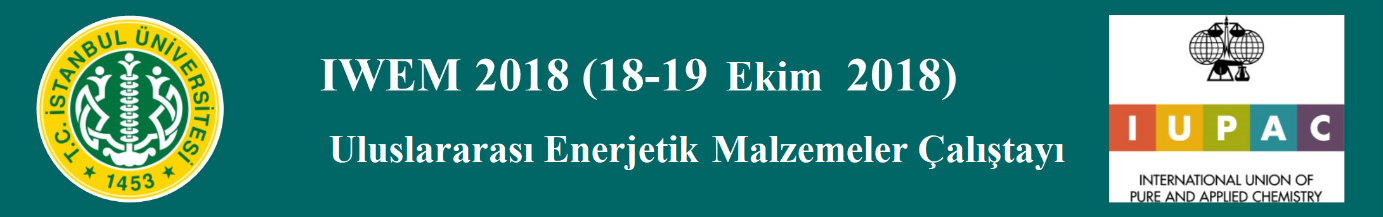 T.C. İSTANBUL ÜNİVERSİTESİ
1453
IWEM 2018 (18-19 Ekim 2018)
Uluslararası Enerjetik Malzemeler Çalıştayı
IUPAC
INTERNATIONAL UNION OF
PURE AND APPLIED CHEMISTRY